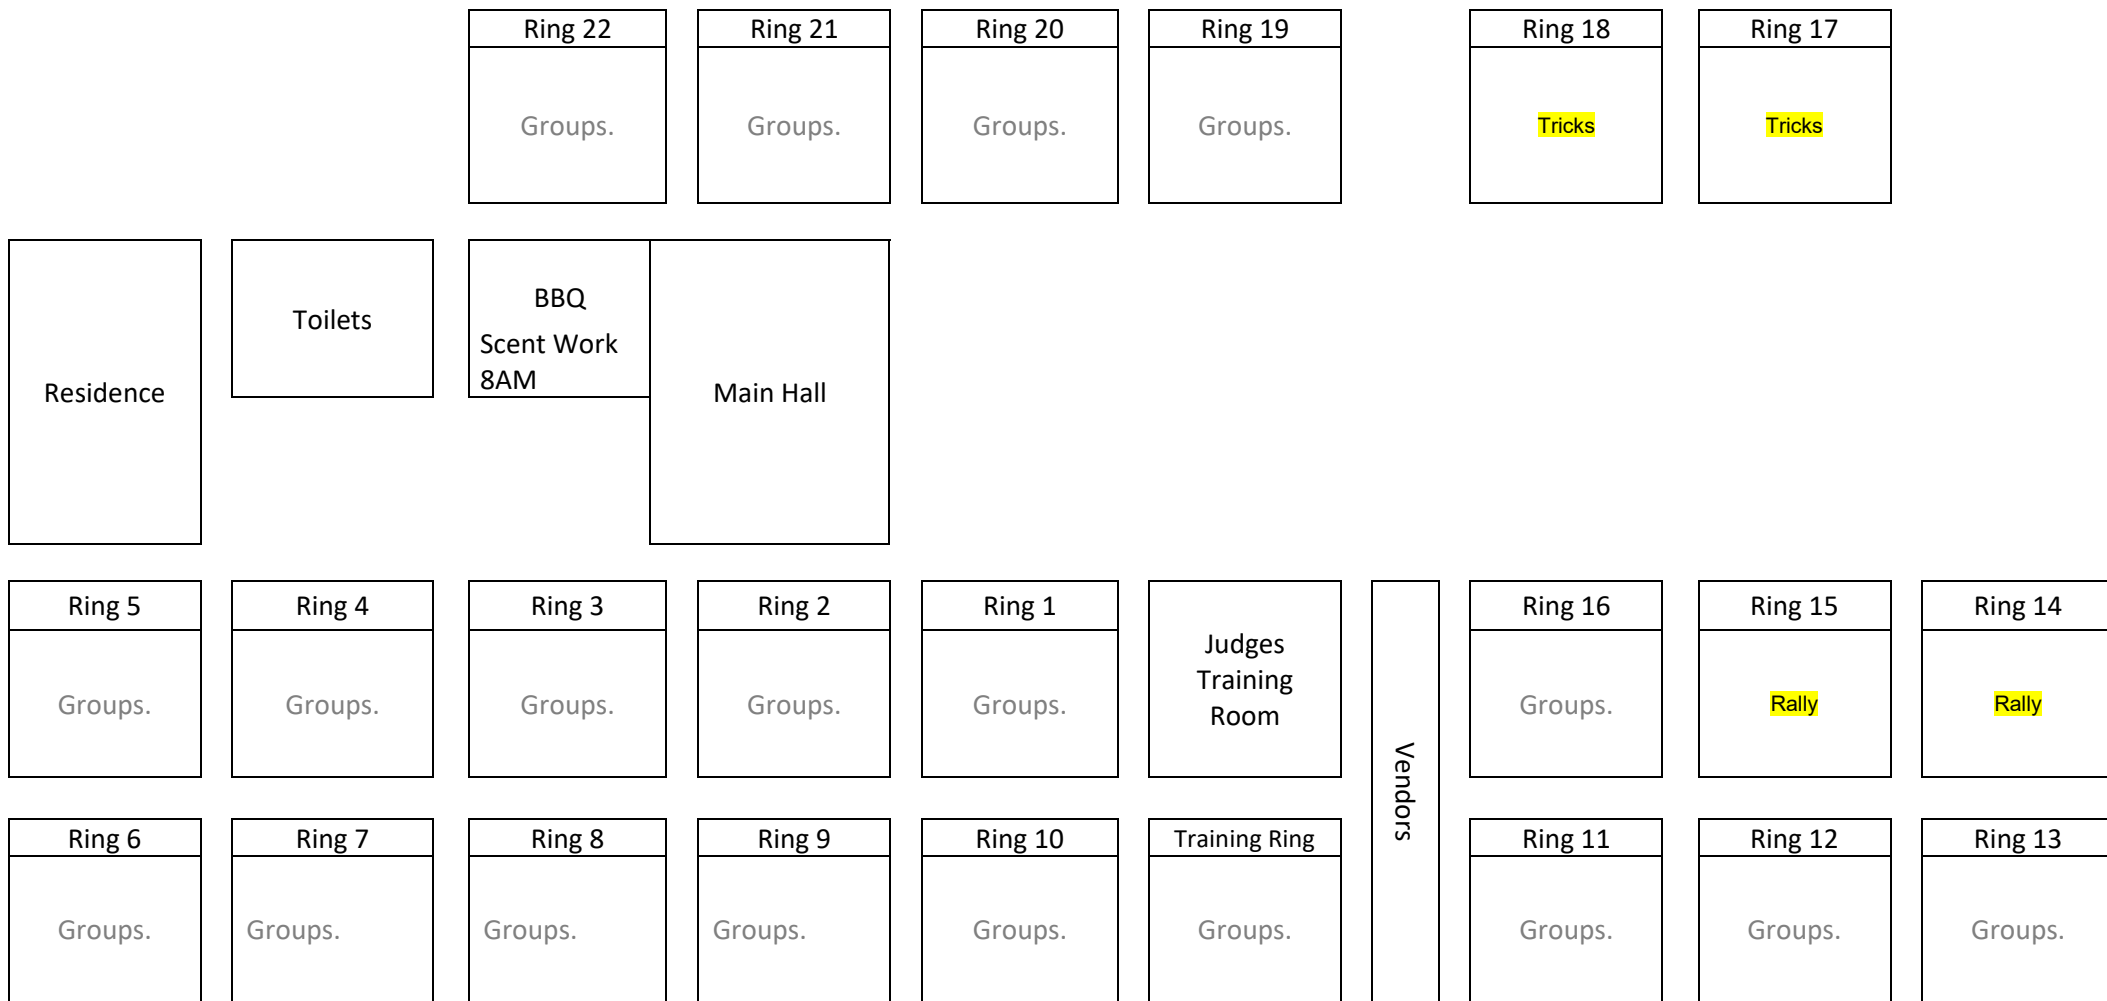 Ring 22
Ring 21
Ring 20
Ring 19
Ring 18
Ring 17
Groups.
Groups.
Groups.
Groups.
Tricks
Tricks
Residence
Toilets
BBQ
Scent Work
8AM
Main Hall
Ring 5
Ring 4
Ring 3
Ring 2
Ring 1
Judges
Training
Room
Vendors
Ring 16
Ring 15
Ring 14
Groups.
Groups.
Groups.
Groups.
Groups.
Groups.
Rally
Rally
Ring 6
Ring 7
Ring 8
Ring 9
Ring 10
Training Ring
Ring 11
Ring 12
Ring 13
Groups.
Groups.
Groups.
Groups.
Groups.
Groups.
Groups.
Groups.
Groups.